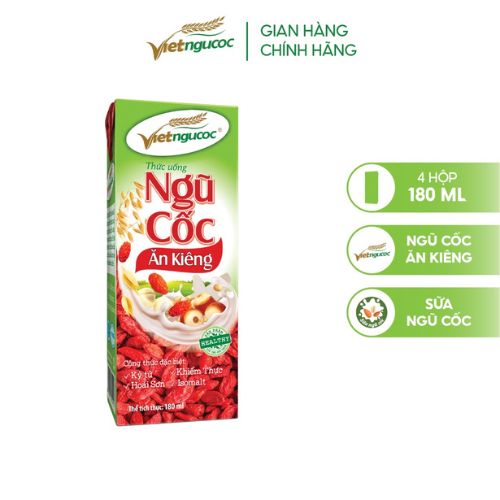 Vietngucoc®
GIAN HÀNG
CHÍNH HÃNG
Vietngucoc®
Thức uống
Ngũ
Cốc
Ăn Kiêng
HEALTHY
Công thức đặc biệt
Kỷ tử
Khiếm Thực
Hoài Sơn
Isomalt
Thể tích thực: 180 ml
4 HỘP
180 ML
Vietngucoc
NGŨ CỐC
ĂN KIÊNG
SỮA
NGŨ CỐC